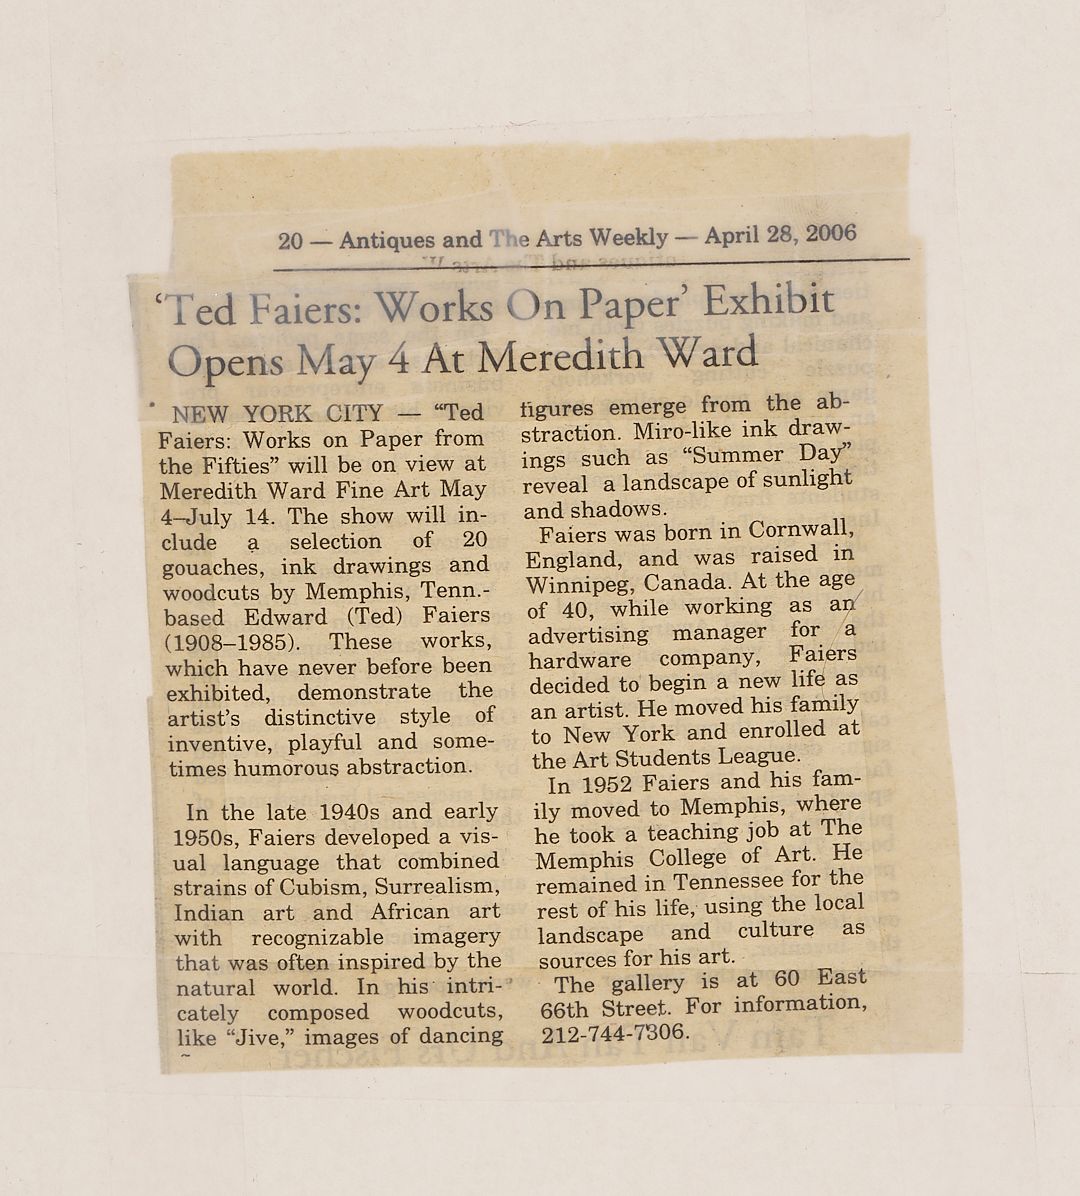 20 — Antiques and The Arts Weekly — April 28, 2006
‘Ted Faiers: Works On Paper’ Exhibit
Opens May 4 At Meredith Ward
NEW YORK CITY — “Ted
Faiers: Works on Paper from
the Fifties” will be on view at
Meredith Ward Fine Art May
4–July 14. The show will in-
clude a selection of 20
gouaches, ink drawings and
woodcuts by Memphis, Tenn.-
based Edward (Ted) Faiers
(1908–1985). These works,
which have never before been
exhibited, demonstrate the
artist’s distinctive style of
inventive, playful and some-
times humorous abstraction.
In the late 1940s and early
1950s, Faiers developed a vis-
ual language that combined
strains of Cubism, Surrealism,
Indian art and African art
with recognizable imagery
that was often inspired by the
natural world. In his intri-
cately composed woodcuts,
like “Jive,” images of dancing
figures emerge from the ab-
straction. Miro-like ink draw-
ings such as “Summer Day”
reveal a landscape of sunlight
and shadows.
Faiers was born in Cornwall,
England, and was raised in
Winnipeg, Canada. At the age
of 40, while working as an
advertising manager for a
hardware company, Faiers
decided to begin a new life as
an artist. He moved his family
to New York and enrolled at
the Art Students League.
In 1952 Faiers and his fam-
ily moved to Memphis, where
he took a teaching job at The
Memphis College of Art. He
remained in Tennessee for the
rest of his life, using the local
landscape and culture as
sources for his art.
The gallery is at 60 East
66th Street. For information,
212-744-7306.